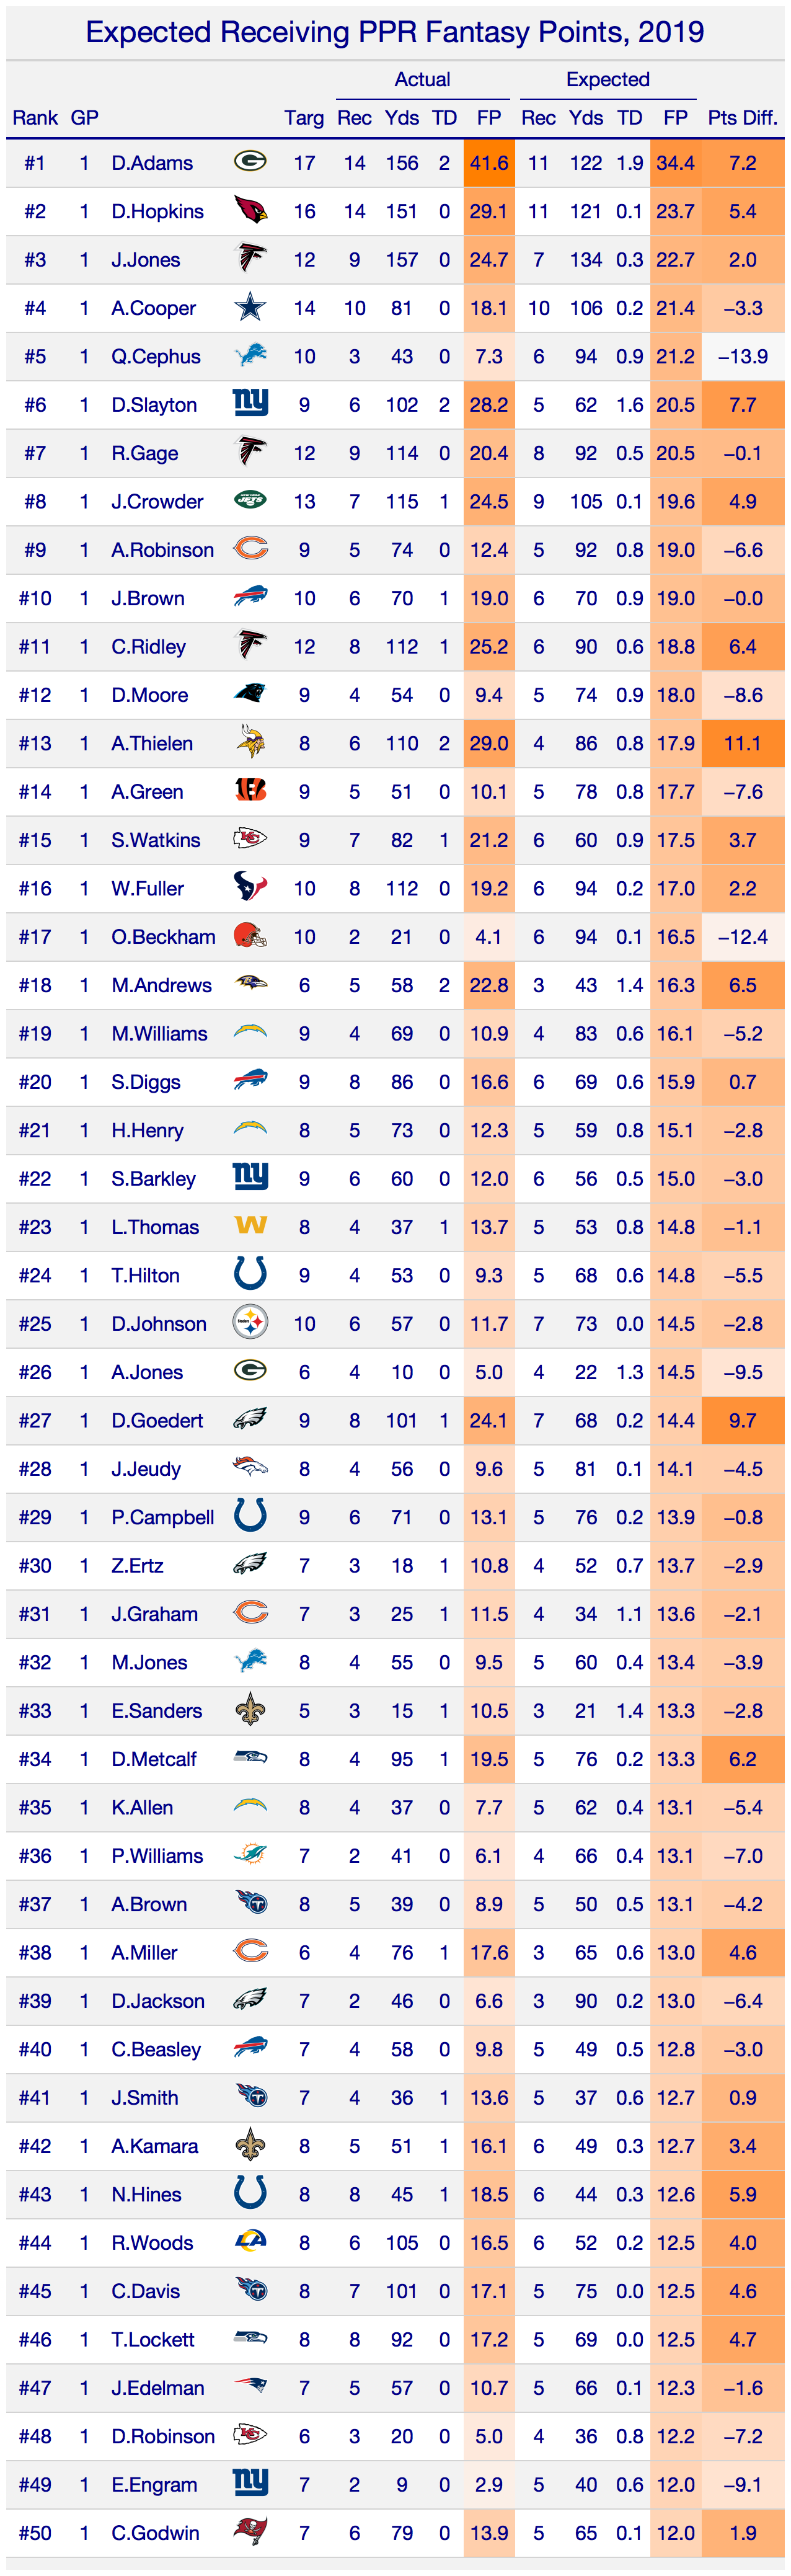 Expected Receiving PPR Fantasy Points, 2019
Actual Expected
Rank GP Targ Rec Yds TD FP Rec Yds TD FP Pts Diff.
#1 1 D.Adams 17 14 156 2 41.6 11 122 1.9 34.4 7.2
#2 1 D.Hopkins 16 14 151 0 29.1 11 121 0.1 23.7 5.4
#3 1 J.Jones 12 9 157 0 24.7 7 134 0.3 22.7 2.0
#4 1 A.Cooper 14 10 81 0 18.1 10 106 0.2 21.4 −3.3
#5 1 Q.Cephus 10 3 43 0 7.3 6 94 0.9 21.2 −13.9
#6 1 D.Slayton ny 9 6 102 2 28.2 5 62 1.6 20.5 7.7
#7 1 R.Gage 12 9 114 0 20.4 8 92 0.5 20.5 −0.1
#8 1 J.Crowder JETS 13 7 115 1 24.5 9 105 0.1 19.6 4.9
#9 1 A.Robinson 9 5 74 0 12.4 5 92 0.8 19.0 −6.6
#10 1 J.Brown 10 6 70 1 19.0 6 70 0.9 19.0 −0.0
#11 1 C.Ridley 12 8 112 1 25.2 6 90 0.6 18.8 6.4
#12 1 D.Moore 9 4 54 0 9.4 5 74 0.9 18.0 −8.6
#13 1 A.Thielen 8 6 110 2 29.0 4 86 0.8 17.9 11.1
#14 1 A.Green 9 5 51 0 10.1 5 78 0.8 17.7 −7.6
#15 1 S.Watkins KC 9 7 82 1 21.2 6 60 0.9 17.5 3.7
#16 1 W.Fuller 10 8 112 0 19.2 6 94 0.2 17.0 2.2
#17 1 O.Beckham 10 2 21 0 4.1 6 94 0.1 16.5 −12.4
#18 1 M.Andrews 6 5 58 2 22.8 3 43 1.4 16.3 6.5
#19 1 M.Williams 9 4 69 0 10.9 4 83 0.6 16.1 −5.2
#20 1 S.Diggs 9 8 86 0 16.6 6 69 0.6 15.9 0.7
#21 1 H.Henry 8 5 73 0 12.3 5 59 0.8 15.1 −2.8
#22 1 S.Barkley ny 9 6 60 0 12.0 6 56 0.5 15.0 −3.0
#23 1 L.Thomas W 8 4 37 1 13.7 5 53 0.8 14.8 −1.1
#24 1 T.Hilton 9 4 53 0 9.3 5 68 0.6 14.8 −5.5
#25 1 D.Johnson Steelers 10 6 57 0 11.7 7 73 0.0 14.5 −2.8
#26 1 A.Jones 6 4 10 0 5.0 4 22 1.3 14.5 −9.5
#27 1 D.Goedert 9 8 101 1 24.1 7 68 0.2 14.4 9.7
#28 1 J.Jeudy 8 4 56 0 9.6 5 81 0.1 14.1 −4.5
#29 1 P.Campbell 9 6 71 0 13.1 5 76 0.2 13.9 −0.8
#30 1 Z.Ertz 7 3 18 1 10.8 4 52 0.7 13.7 −2.9
#31 1 J.Graham 7 3 25 1 11.5 4 34 1.1 13.6 −2.1
#32 1 M.Jones 8 4 55 0 9.5 5 60 0.4 13.4 −3.9
#33 1 E.Sanders 5 3 15 1 10.5 3 21 1.4 13.3 −2.8
#34 1 D.Metcalf 8 4 95 1 19.5 5 76 0.2 13.3 6.2
#35 1 K.Allen 8 4 37 0 7.7 5 62 0.4 13.1 −5.4
#36 1 P.Williams 7 2 41 0 6.1 4 66 0.4 13.1 −7.0
#37 1 A.Brown 8 5 39 0 8.9 5 50 0.5 13.1 −4.2
#38 1 A.Miller 6 4 76 1 17.6 3 65 0.6 13.0 4.6
#39 1 D.Jackson 7 2 46 0 6.6 3 90 0.2 13.0 −6.4
#40 1 C.Beasley 7 4 58 0 9.8 5 49 0.5 12.8 −3.0
#41 1 J.Smith 7 4 36 1 13.6 5 37 0.6 12.7 0.9
#42 1 A.Kamara 8 5 51 1 16.1 6 49 0.3 12.7 3.4
#43 1 N.Hines 8 8 45 1 18.5 6 44 0.3 12.6 5.9
#44 1 R.Woods LA 8 6 105 0 16.5 6 52 0.2 12.5 4.0
#45 1 C.Davis 8 7 101 0 17.1 5 75 0.0 12.5 4.6
#46 1 T.Lockett 8 8 92 0 17.2 5 69 0.0 12.5 4.7
#47 1 J.Edelman 7 5 57 0 10.7 5 66 0.1 12.3 −1.6
#48 1 D.Robinson KC 6 3 20 0 5.0 4 36 0.8 12.2 −7.2
#49 1 E.Engram ny 7 2 9 0 2.9 5 40 0.6 12.0 −9.1
#50 1 C.Godwin 7 6 79 0 13.9 5 65 0.1 12.0 1.9